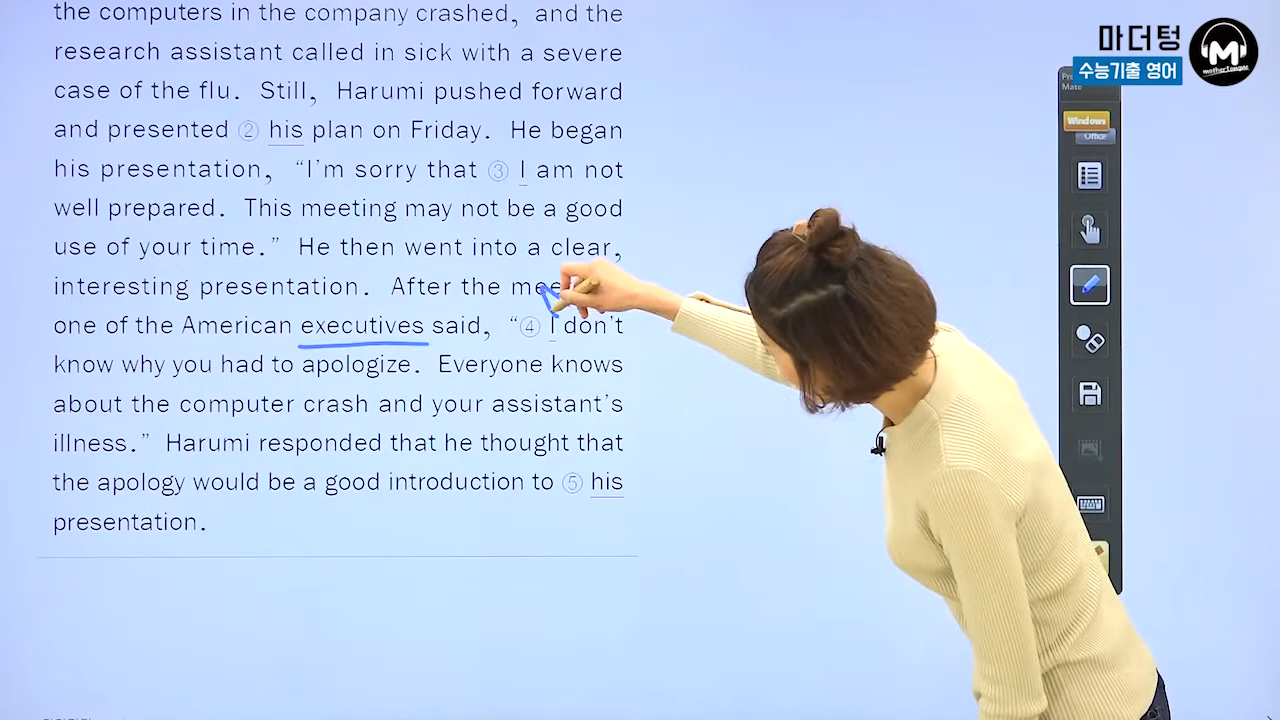 the computers in the company crashed, and the
research assistant called in sick with a severe
case of the flu. Still, Harumi pushed forward
and presented ② his plan on Friday. He began
his presentation, “I’m sorry that ③ I am not
well prepared. This meeting may not be a good
use of your time.” He then went into a clear,
interesting presentation. After the
one of the American executives said, “④ I don’t
know why you had to apologize. Everyone knows
about the computer crash and your assistant’s
illness.” Harumi responded that he thought that
the apology would be a good introduction to ⑤ his
presentation.
마더텅
수능기출 영어
M
mother tongue
Mate
Windows
Office